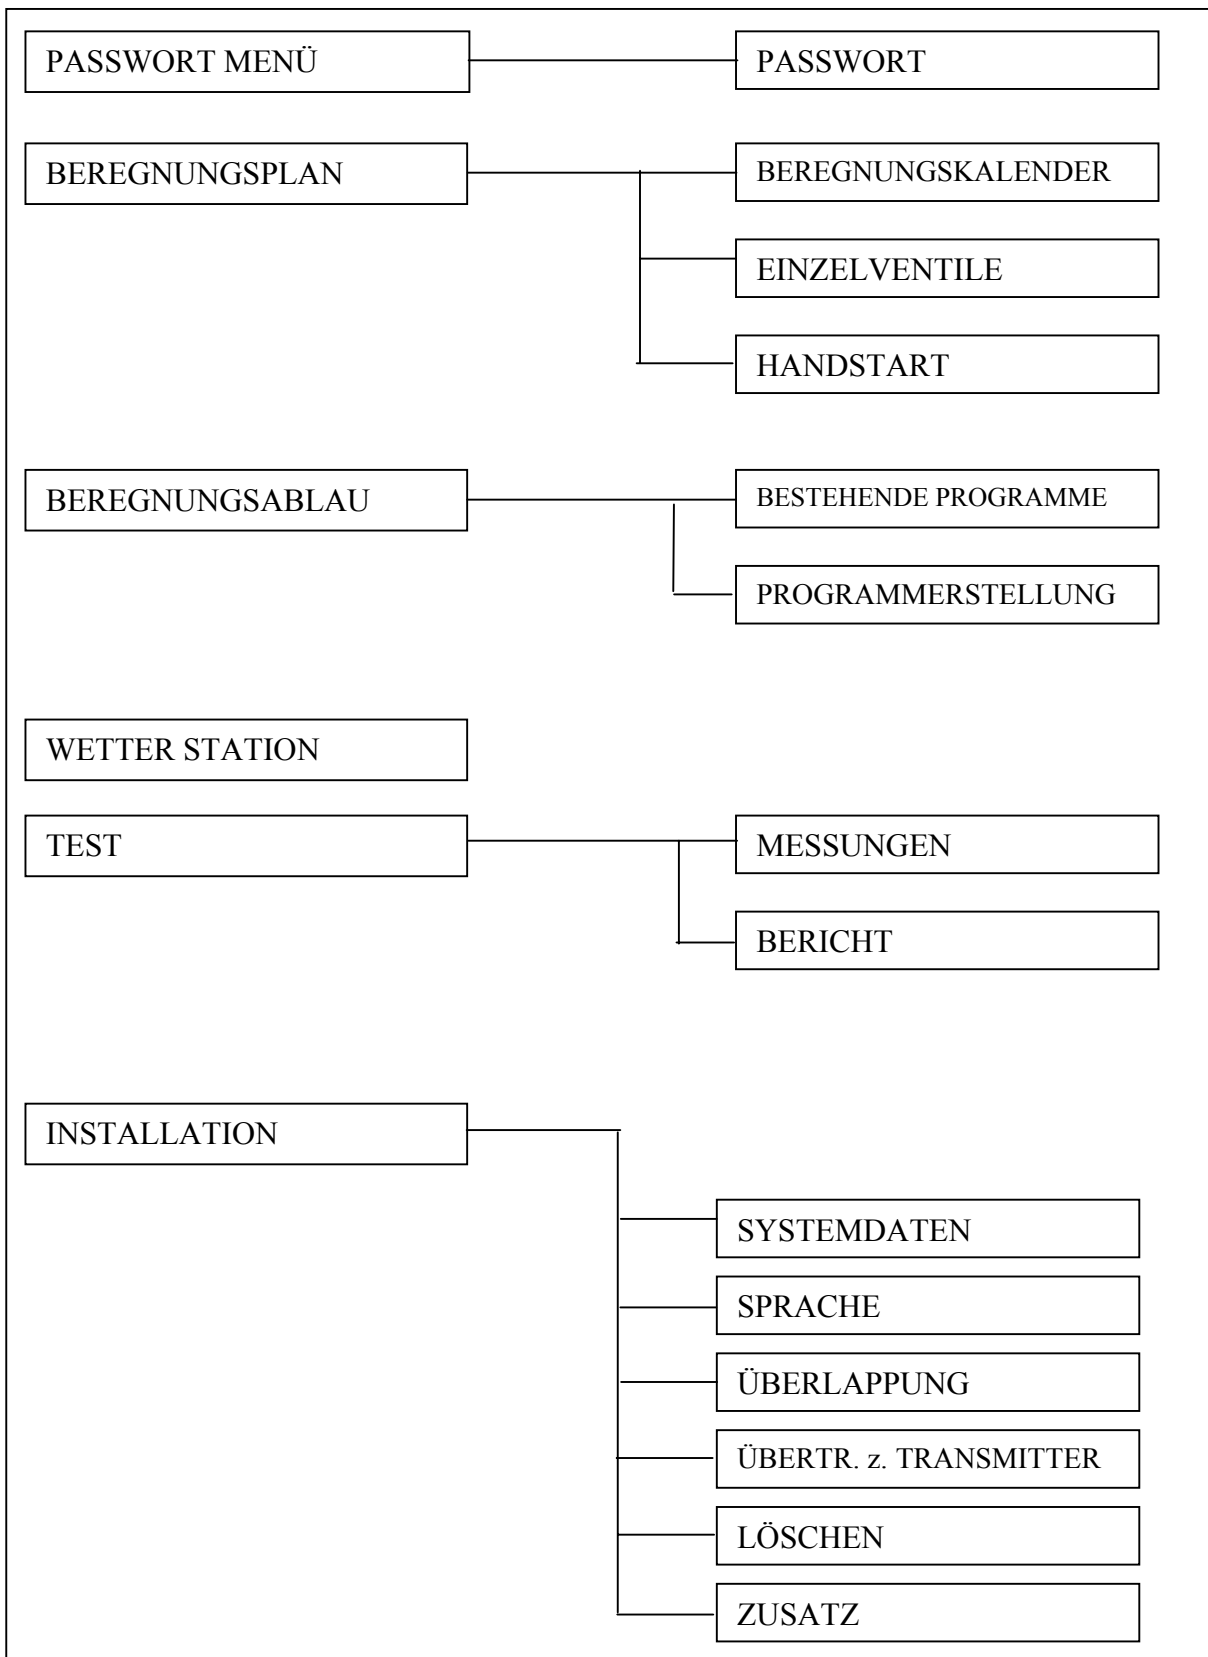 PASSWORT MENÜ
PASSWORT
BEREGNUNGSPLAN
BEREGNUNGSKALENDER
EINZELVENTILE
HANDSTART
BEREGNUNGSABLAU
BESTEHENDE PROGRAMME
PROGRAMMERSTELLUNG
WETTER STATION
TEST
MESSUNGEN
BERICHT
INSTALLATION
SYSTEMDATEN
SPRACHE
ÜBERLAPPUNG
ÜBERTR. z. TRANSMITTER
LÖSCHEN
ZUSATZ